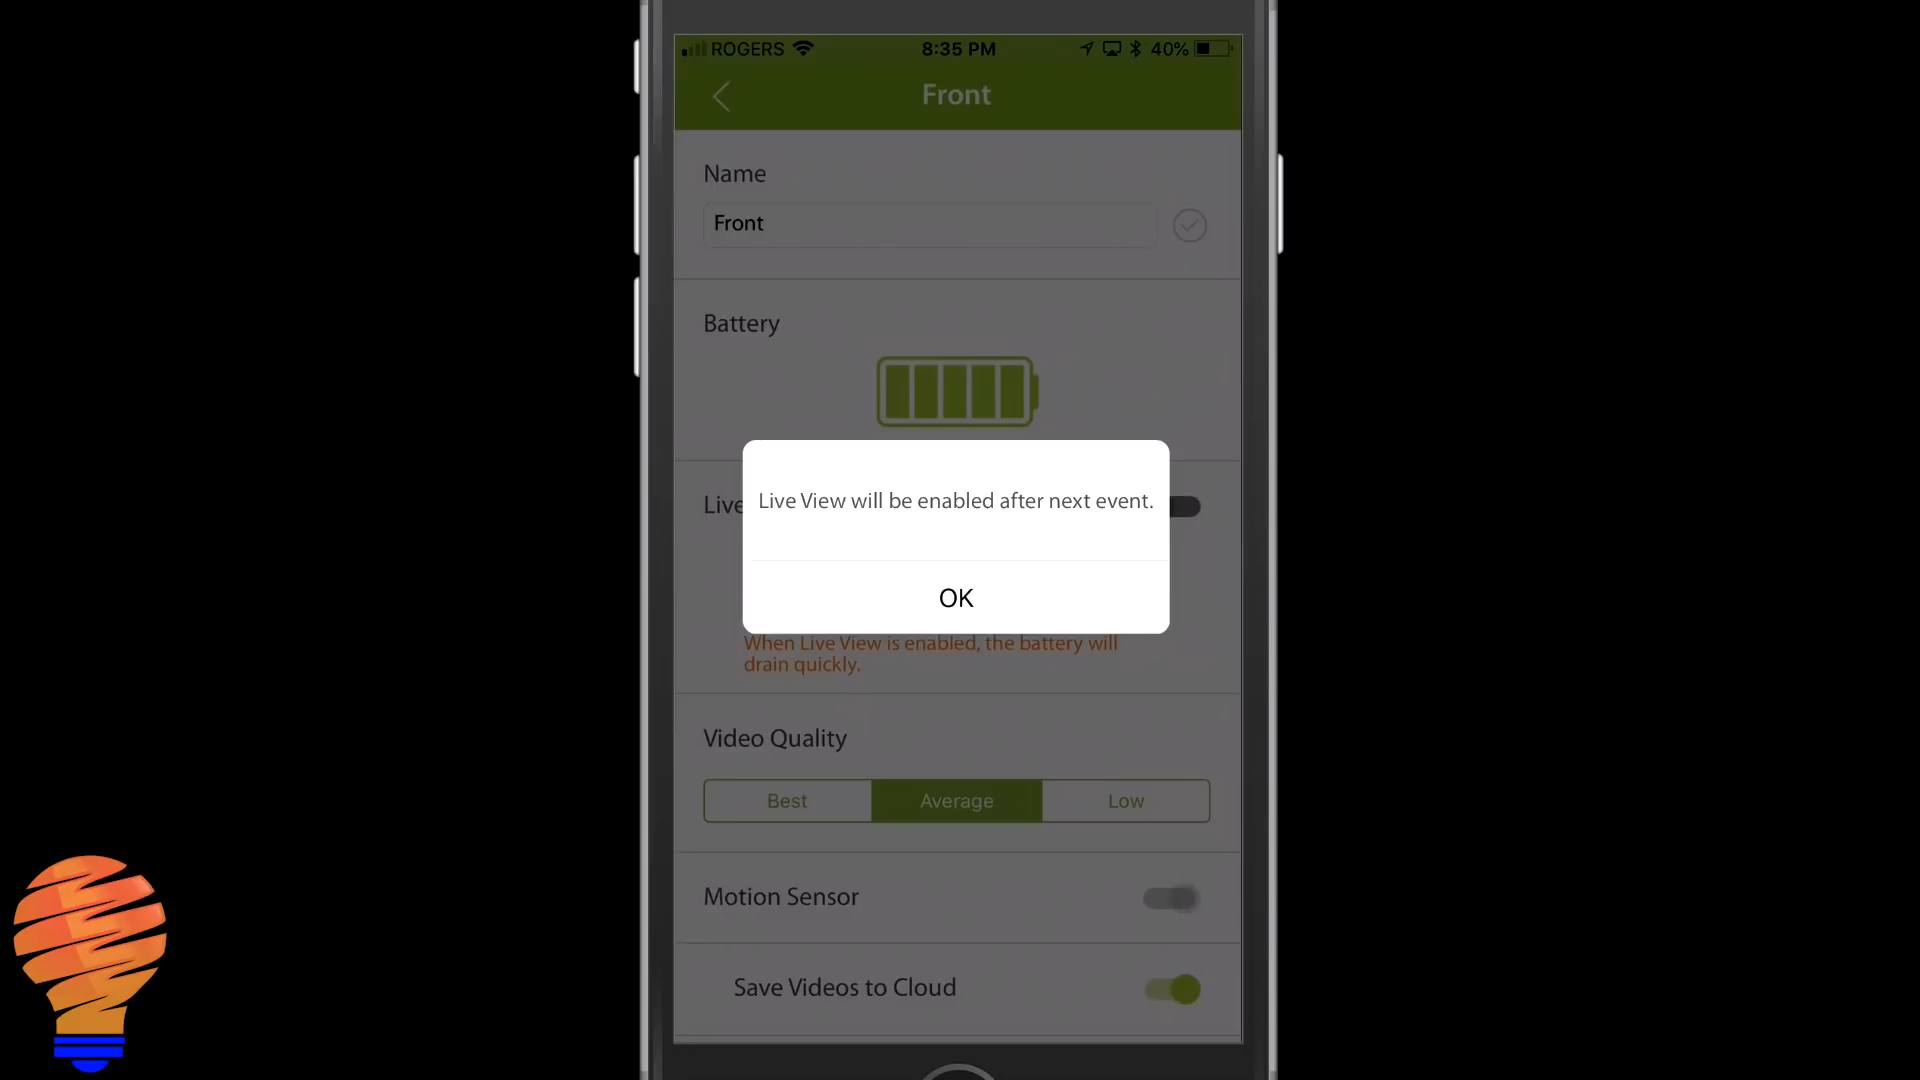 ROGERS 8:35 PM 40%
Front
Name
Front
Battery
Live
Live View will be enabled after next event.
OK
When Live View is enabled, the battery will
drain quickly.
Video Quality
Best Average Low
Motion Sensor
Save Videos to Cloud